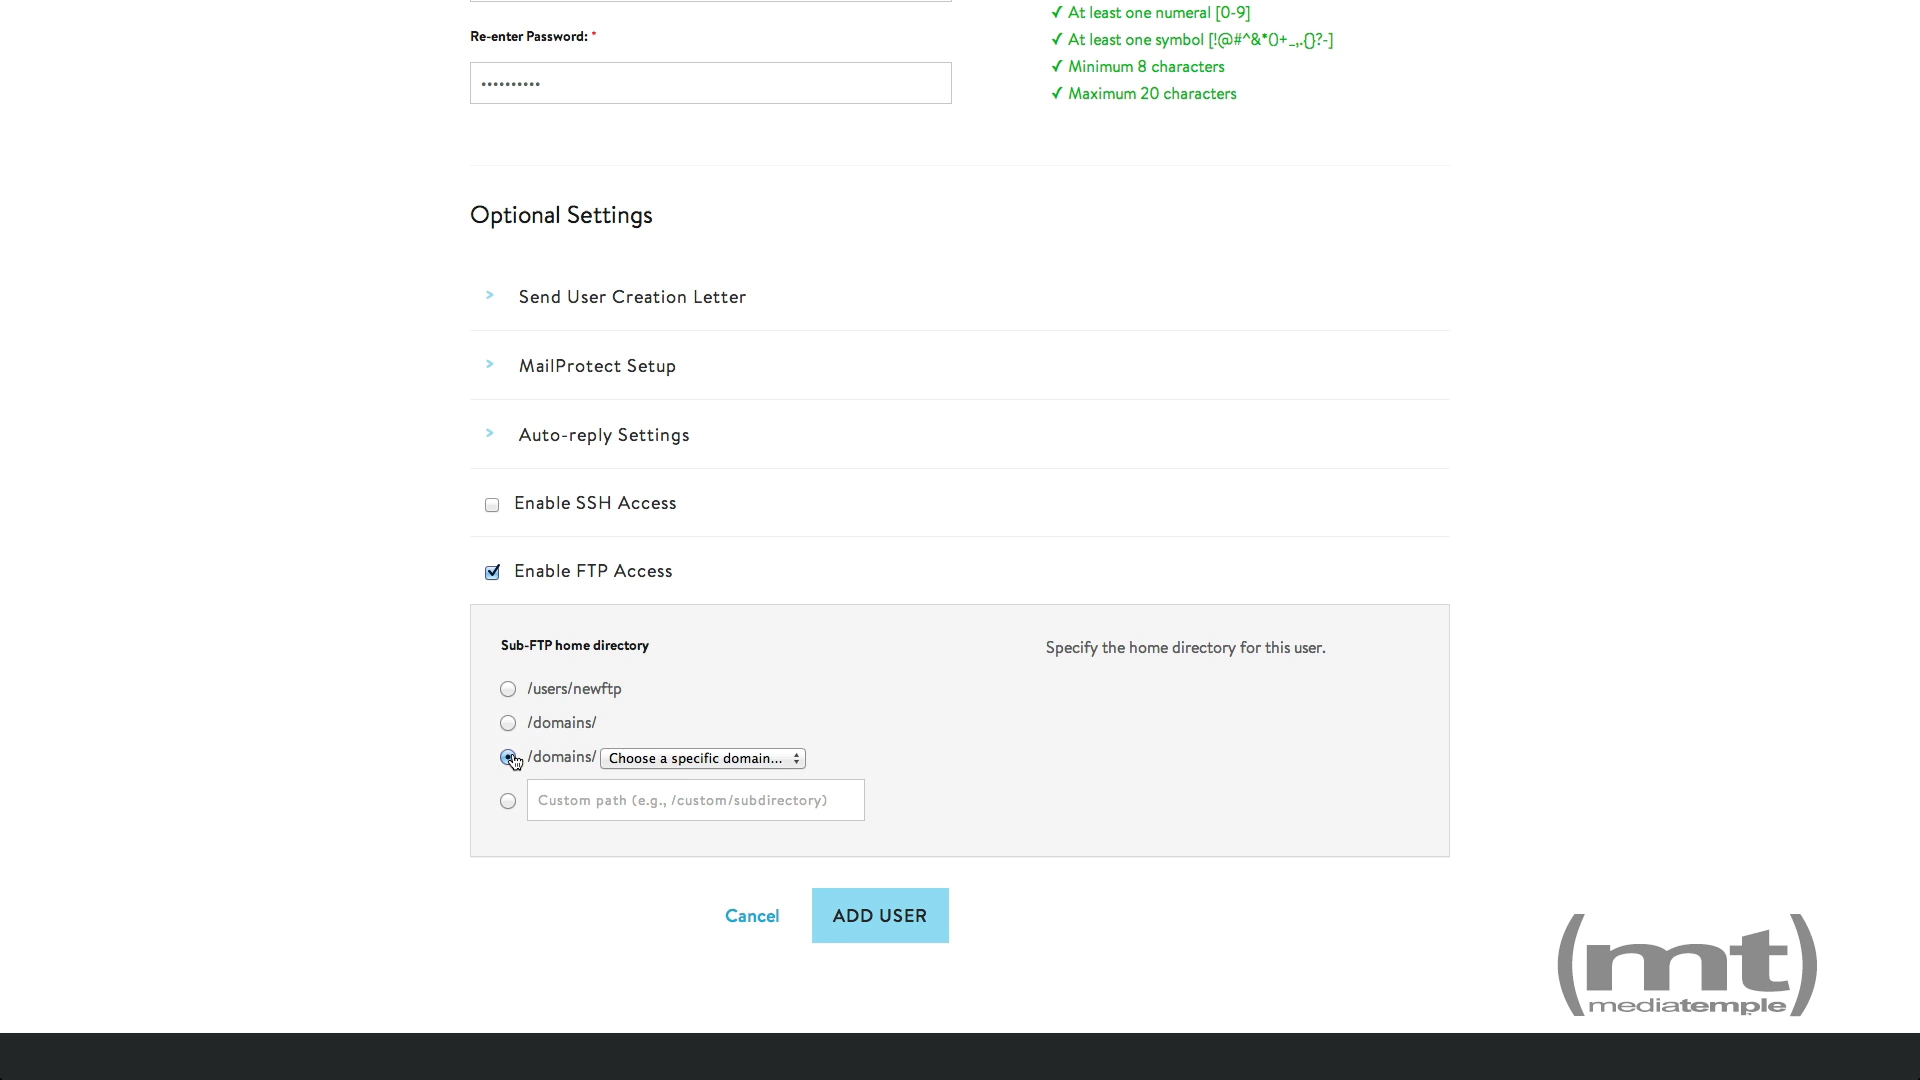 ✓ At least one numeral [0-9]
Re-enter Password: *
✓ At least one symbol [!@#^&*()+_,.{}?-]
✓ Minimum 8 characters
••••••••••
✓ Maximum 20 characters
Optional Settings
> Send User Creation Letter
> MailProtect Setup
> Auto-reply Settings
Enable SSH Access
Enable FTP Access
Sub-FTP home directory
Specify the home directory for this user.
/users/newftp
/domains/
/domains/ Choose a specific domain...
Custom path (e.g., /custom/subdirectory)
Cancel
ADD USER
(mt)
mediatemple